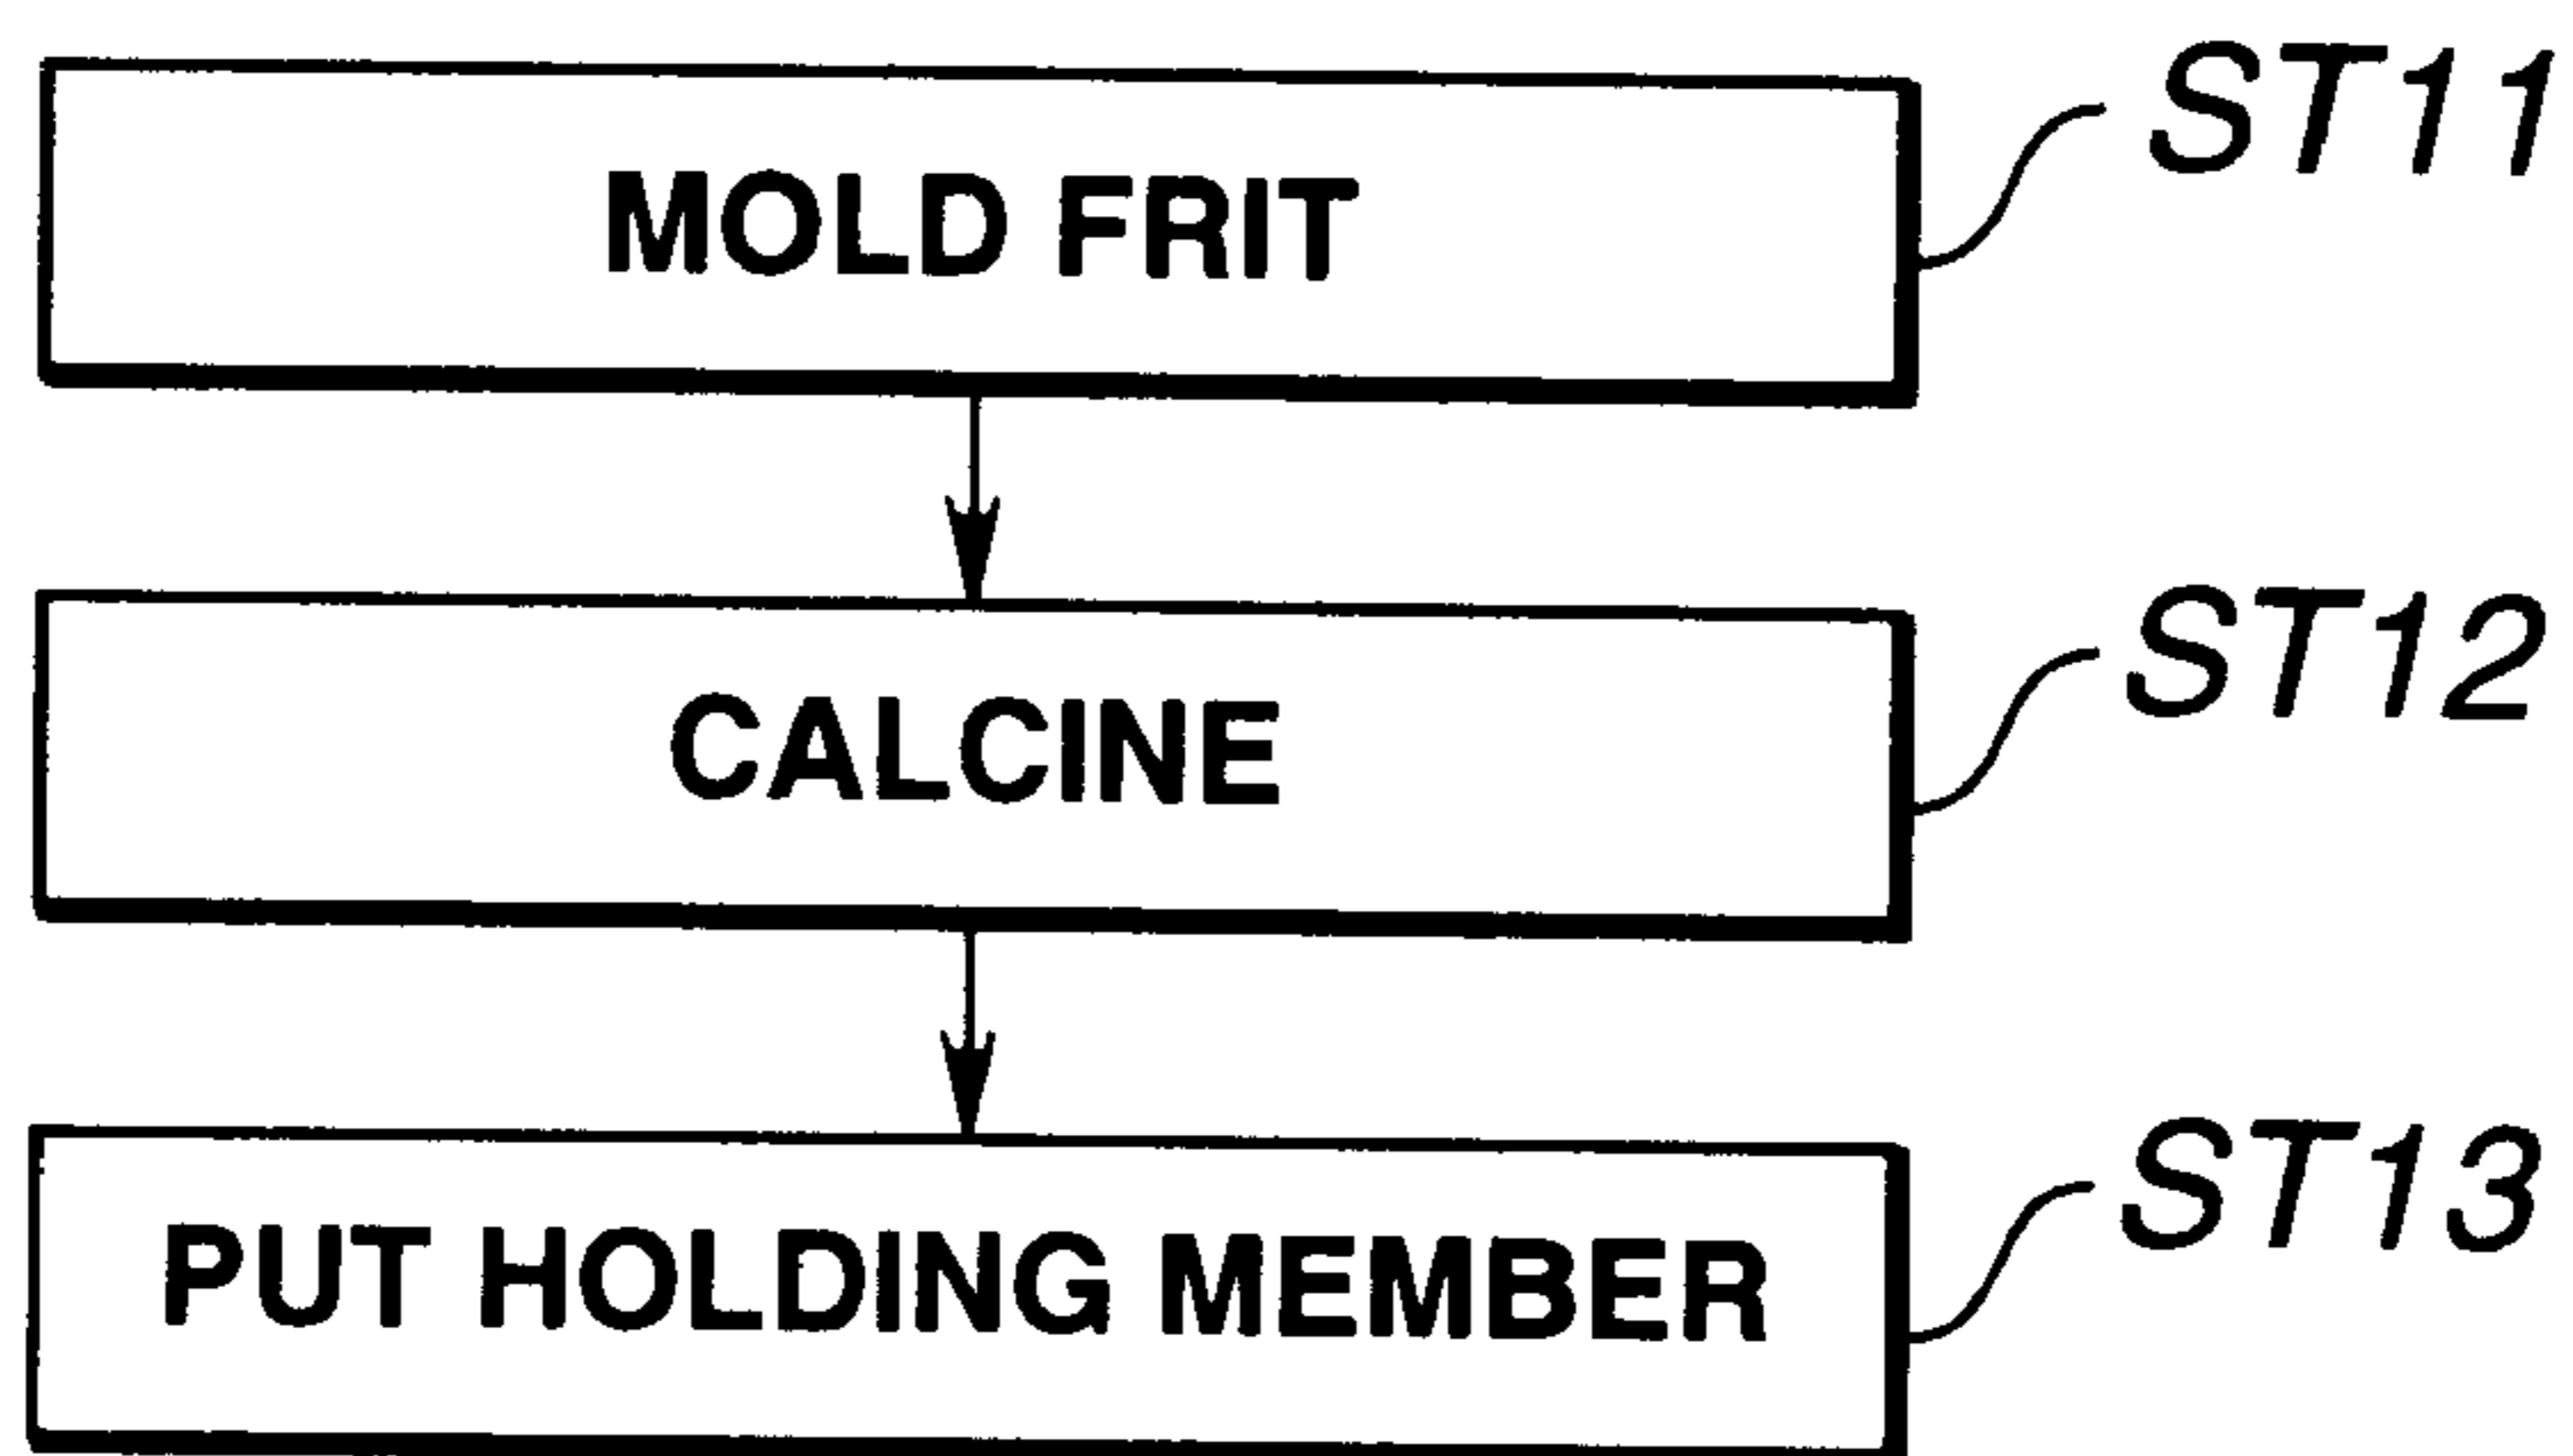 MOLD FRIT
ST11
CALCINE
ST12
PUT HOLDING MEMBER
ST13